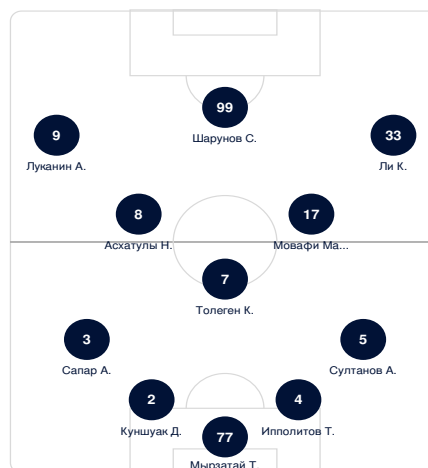 99
Шарунов С.
9
33
Луканин А.
Ли К.
8
17
Асхатулы Н.
Мовафи Ма...
7
Толеген К.
3
5
Сапар А.
Султанов А.
2
4
Куншуак Д.
Ипполитов Т.
77
Мырзатай Т.